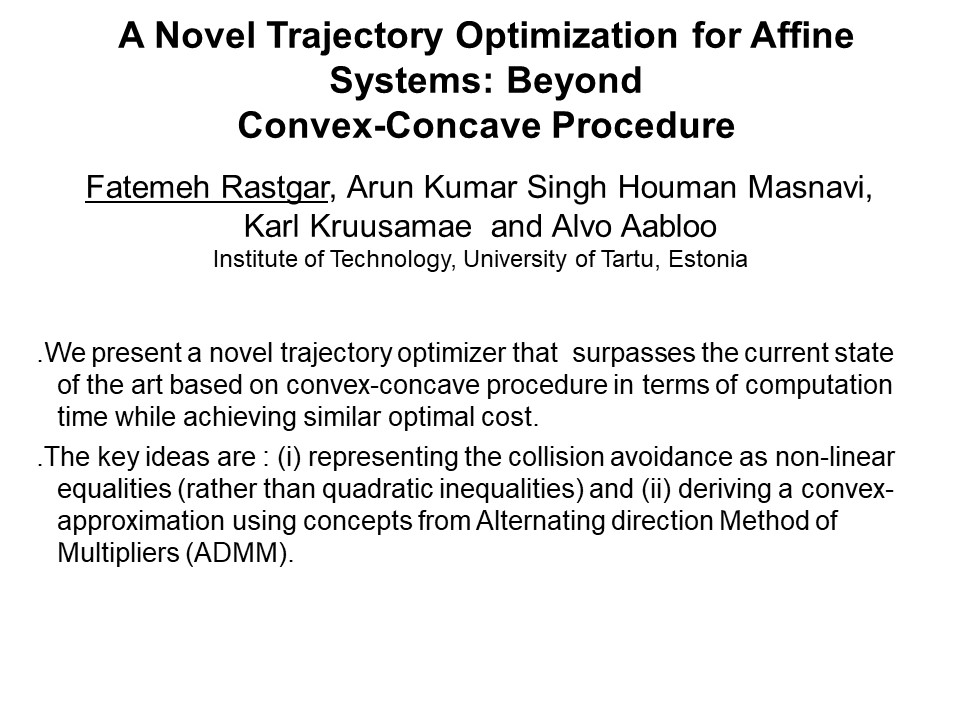 A Novel Trajectory Optimization for Affine
Systems: Beyond
Convex-Concave Procedure
Fatemeh Rastgar, Arun Kumar Singh Houman Masnavi,
Karl Kruusamae and Alvo Aabloo
Institute of Technology, University of Tartu, Estonia
.We present a novel trajectory optimizer that surpasses the current state
of the art based on convex-concave procedure in terms of computation
time while achieving similar optimal cost.
.The key ideas are : (i) representing the collision avoidance as non-linear
equalities (rather than quadratic inequalities) and (ii) deriving a convex-
approximation using concepts from Alternating direction Method of
Multipliers (ADMM).